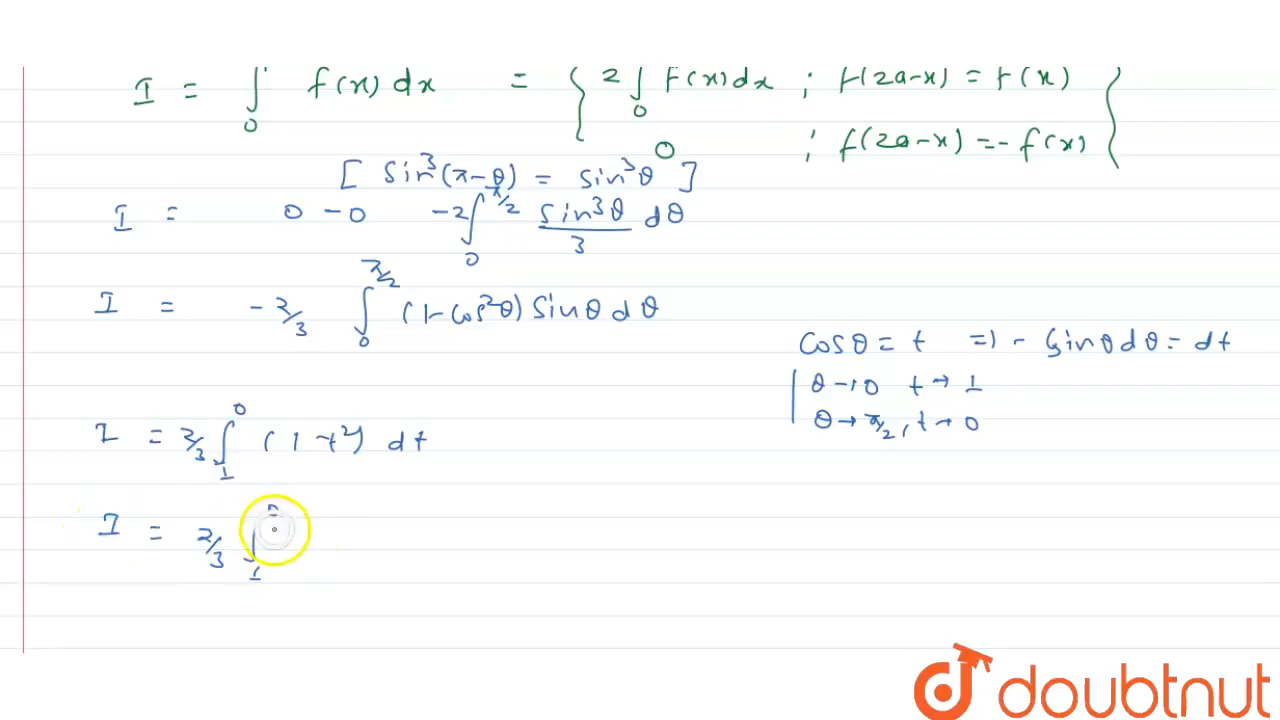 I = ∫₀ f(x) dx = { 2 ∫₀ f(x) dx ; f(2a-x) = f(x) }
0 ; f(2a-x) = - f(x)
[ Sin³(π-θ) = Sin³θ ]
I = 0 - 0 -2 ∫₀^(π/2) Sin³θ/3 dθ
I = - 2/3 ∫₀^(π/2) (1-Cos²θ) Sinθ dθ
Cosθ = t => - Sinθ dθ = dt
θ → 0 t → 1
θ → π/2, t → 0
I = 2/3 ∫₁⁰ (1-t²) dt
I = 2/3 ∫₁
doubtnut